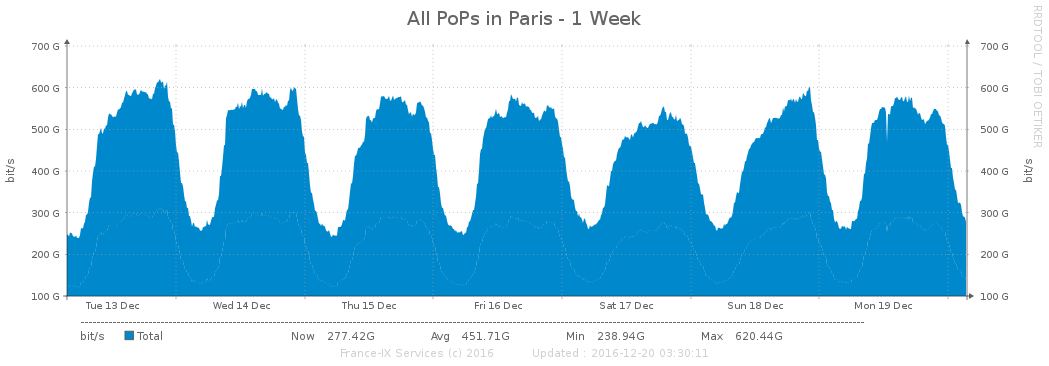 All PoPs in Paris - 1 Week
RRDTOOL / TOBI OETIKER
700 G 700 G
600 G 600 G
500 G 500 G
400 G 400 G
300 G 300 G
200 G 200 G
100 G 100 G
bit/s
bit/s
Tue 13 Dec Wed 14 Dec Thu 15 Dec Fri 16 Dec Sat 17 Dec Sun 18 Dec Mon 19 Dec
bit/s Total Now 277.42G Avg 451.71G Min 238.94G Max 620.44G
France-IX Services (c) 2016 Updated : 2016-12-20 03:30:11